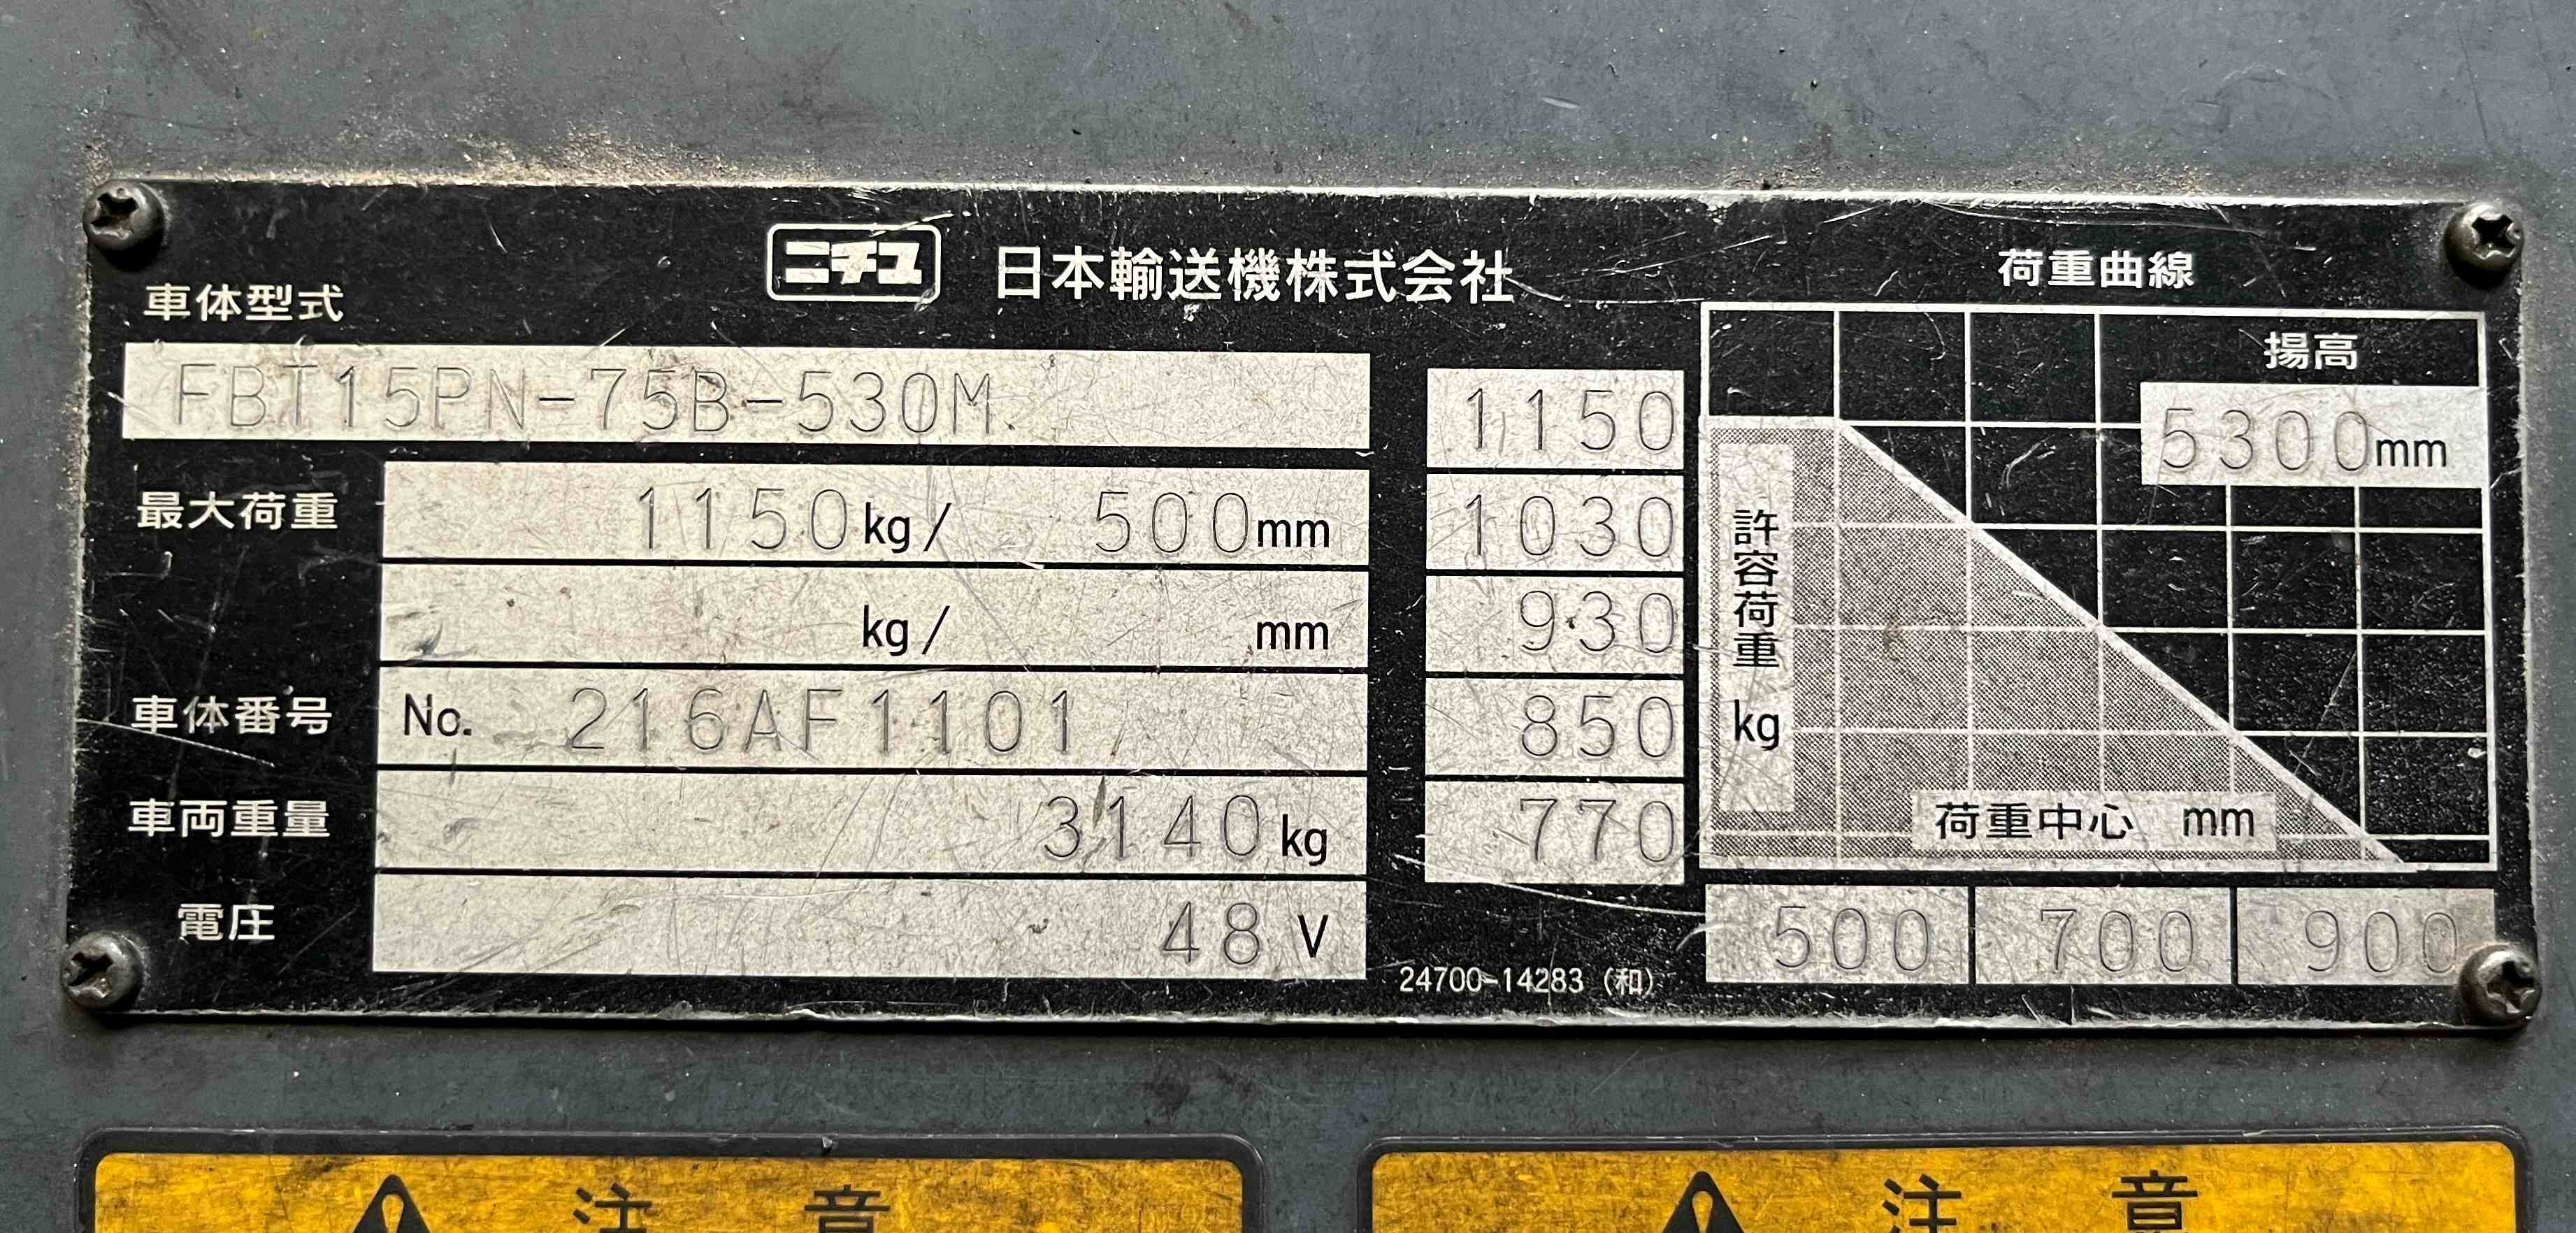 ニチユ 日本輸送機株式会社
車体型式
FBT15PN-75B-530M
最大荷重 1150kg/ 500mm
kg/ mm
車体番号 No. 216AF1101
車両重量 3140kg
電圧 48 V
荷重曲線
揚高
5300mm
1150
1030
930
850
770
許容荷重 kg
荷重中心 mm
500 700 900
24700-14283 (和)
注意
注意